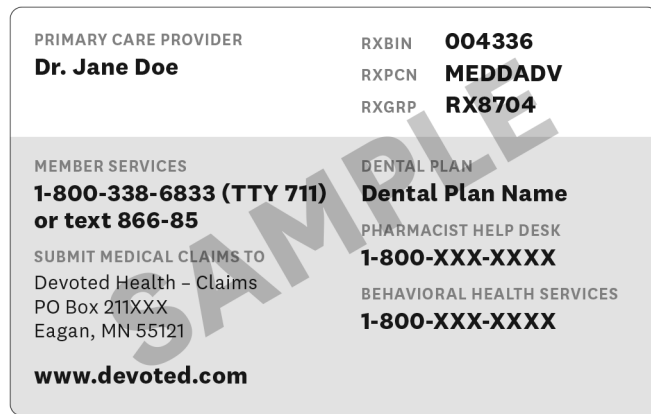 PRIMARY CARE PROVIDER
Dr. Jane Doe
RXBIN 004336
RXPCN MEDDADV
RXGRP RX8704
MEMBER SERVICES
1-800-338-6833 (TTY 711)
or text 866-85
SUBMIT MEDICAL CLAIMS TO
Devoted Health – Claims
PO Box 211XXX
Eagan, MN 55121
www.devoted.com
DENTAL PLAN
Dental Plan Name
PHARMACIST HELP DESK
1-800-XXX-XXXX
BEHAVIORAL HEALTH SERVICES
1-800-XXX-XXXX
SAMPLE